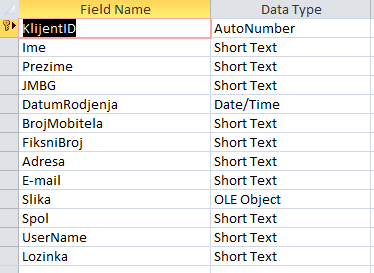 Field Name Data Type
KlijentID AutoNumber
Ime Short Text
Prezime Short Text
JMBG Short Text
DatumRodjenja Date/Time
BrojMobitela Short Text
FiksniBroj Short Text
Adresa Short Text
E-mail Short Text
Slika OLE Object
Spol Short Text
UserName Short Text
Lozinka Short Text